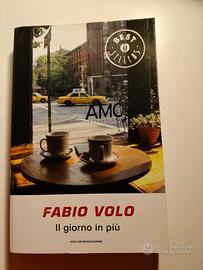 BEST
SELLERS
AMO
FABIO VOLO
Il giorno in più
OSCAR MONDADORI
Subito